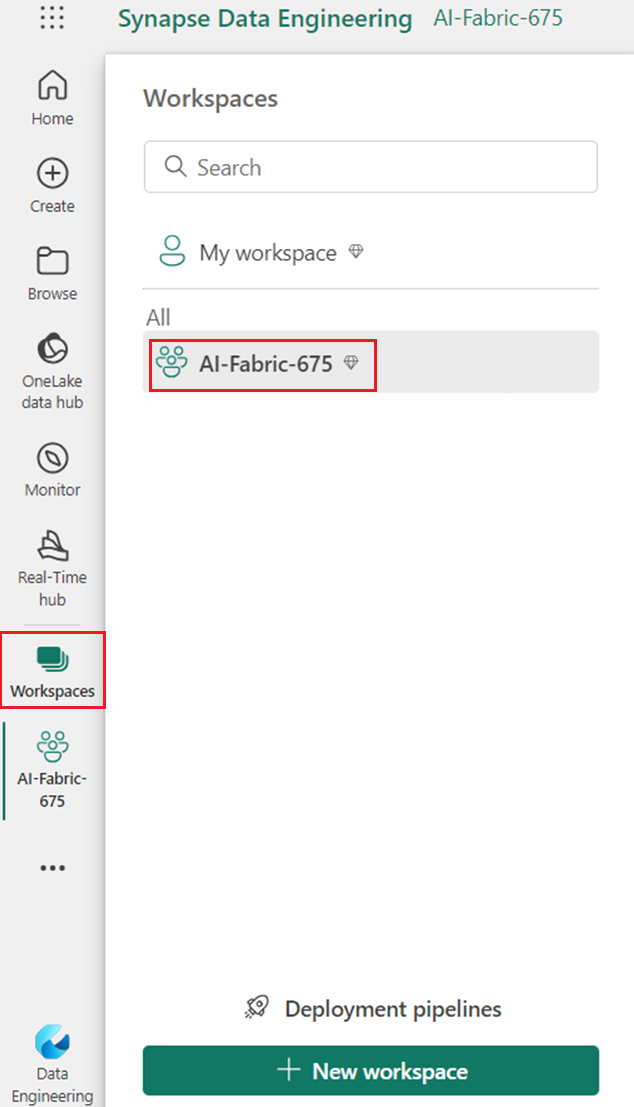 Synapse Data Engineering AI-Fabric-675
Home
Create
Browse
OneLake
data hub
Monitor
Real-Time
hub
Workspaces
AI-Fabric-
675
Data
Engineering
Workspaces
Search
My workspace
All
AI-Fabric-675
Deployment pipelines
New workspace